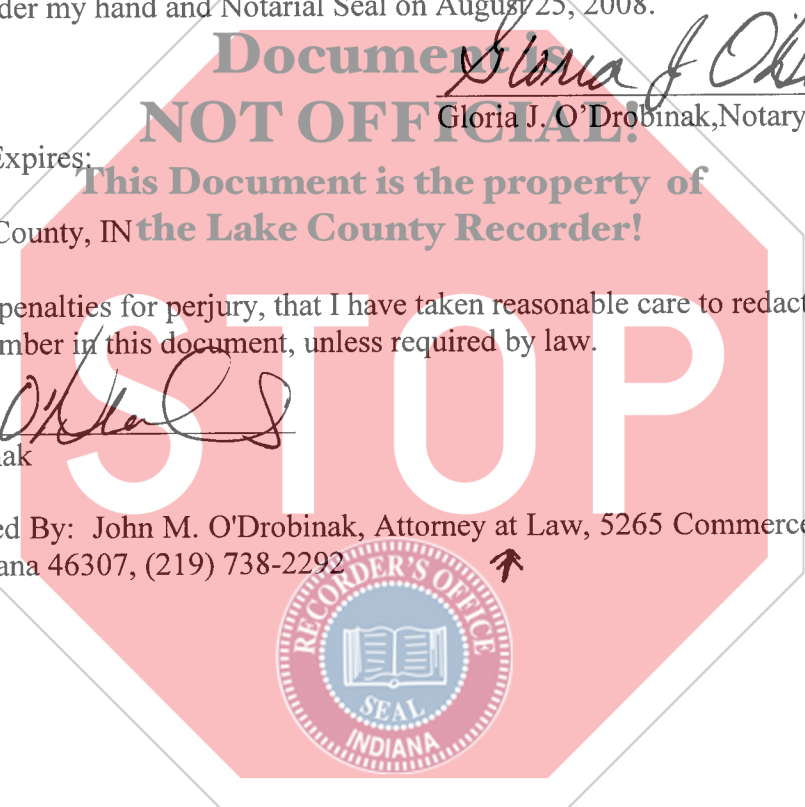 der my hand and Notarial Seal on August 25, 2008.
Document is
Gloria J O'D
NOT OFFICIAL!
Gloria J. O'Drobinak,Notary
Expires:
This Document is the property of
County, IN
the Lake County Recorder!
penalties for perjury, that I have taken reasonable care to redact
mber in this document, unless required by law.
STOP
nak
ed By: John M. O'Drobinak, Attorney at Law, 5265 Commerce
ana 46307, (219) 738-2292
RECORDER'S OFFICE
SEAL
INDIANA